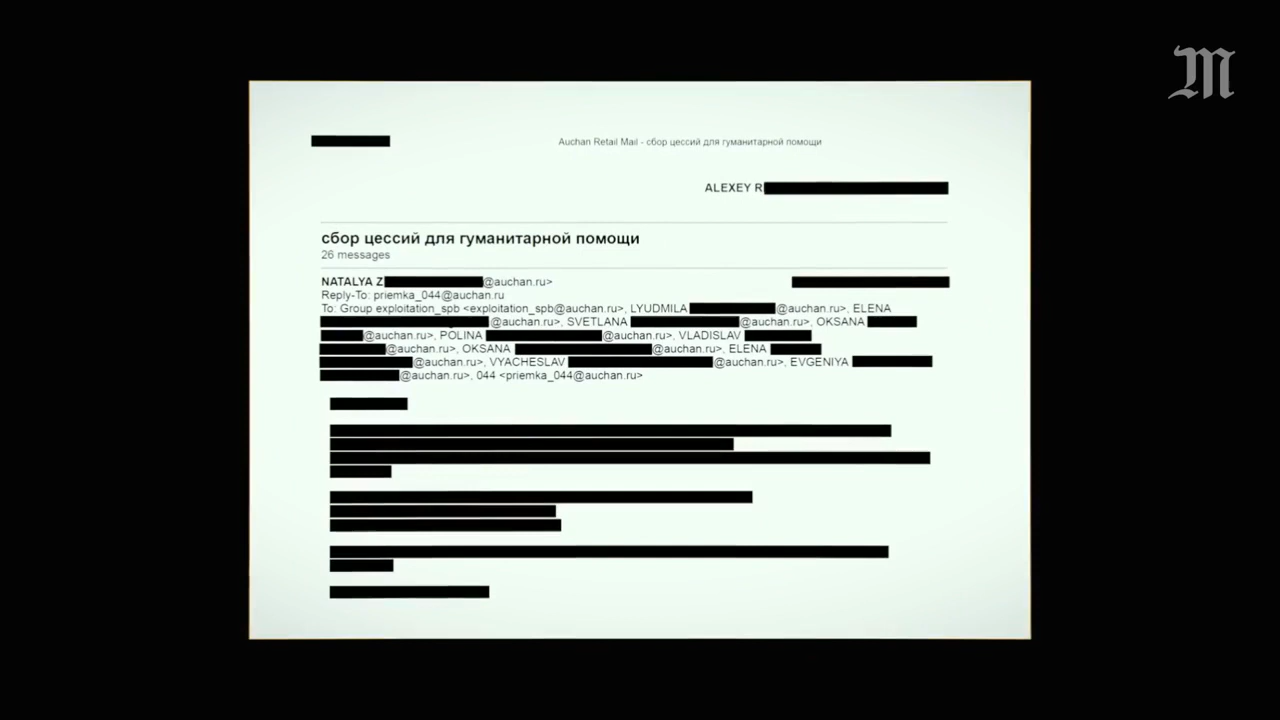 M
Auchan Retail Mail - сбор цессий для гуманитарной помощи
ALEXEY R
сбор цессий для гуманитарной помощи
26 messages
NATALYA Z @auchan.ru>
Reply-To: priemka_044@auchan.ru
To: Group exploitation_spb <exploitation_spb@auchan.ru>, LYUDMILA @auchan.ru>, ELENA
@auchan.ru>, SVETLANA @auchan.ru>, OKSANA
@auchan.ru>, POLINA @auchan.ru>, VLADISLAV
@auchan.ru>, OKSANA @auchan.ru>, ELENA
@auchan.ru>, VYACHESLAV @auchan.ru>, EVGENIYA
@auchan.ru>, 044 <priemka_044@auchan.ru>